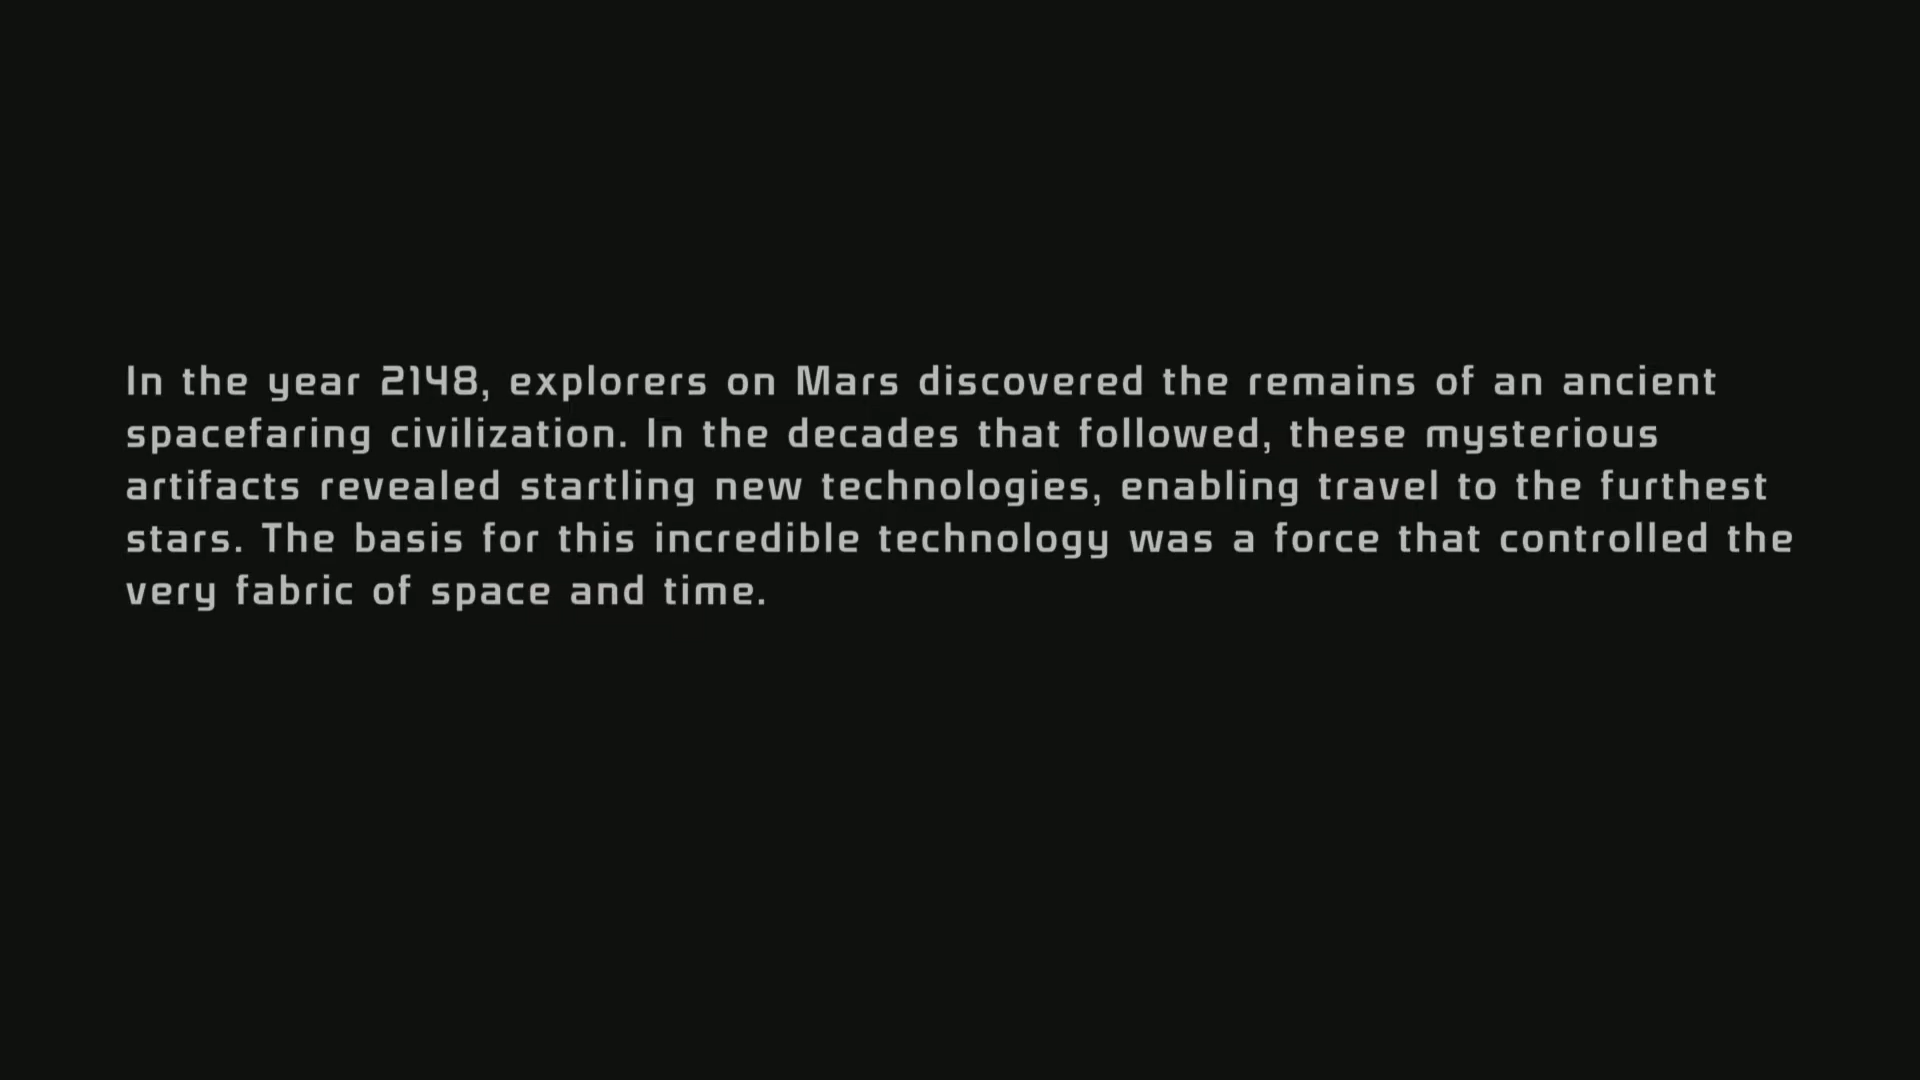 In the year 2148, explorers on Mars discovered the remains of an ancient
spacefaring civilization. In the decades that followed, these mysterious
artifacts revealed startling new technologies, enabling travel to the furthest
stars. The basis for this incredible technology was a force that controlled the
very fabric of space and time.